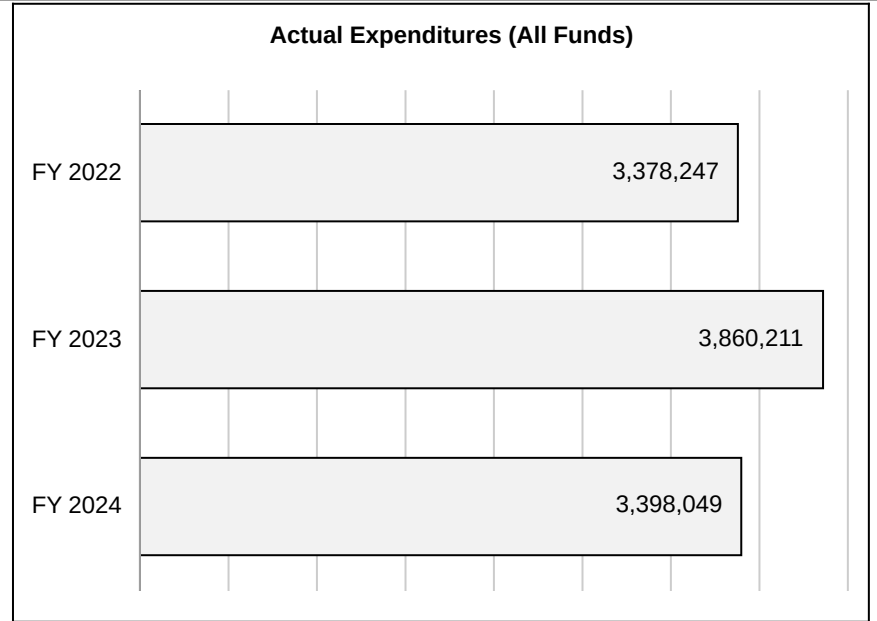 Actual Expenditures (All Funds)
FY 2022
3,378,247
FY 2023
3,860,211
FY 2024
3,398,049